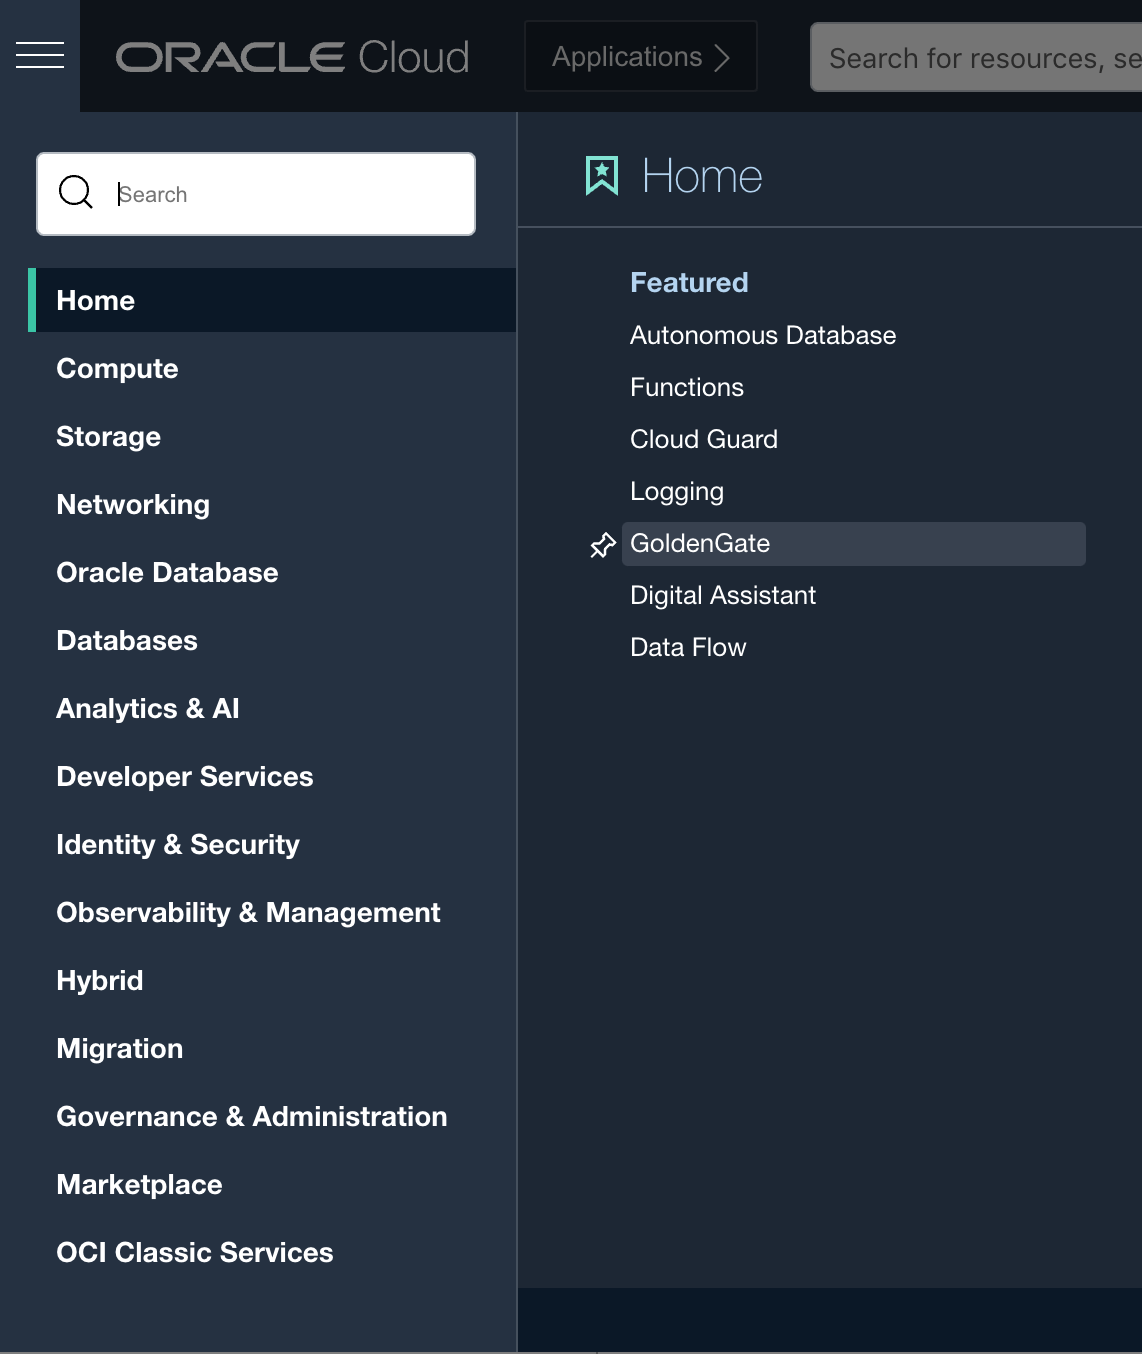 ORACLE Cloud
Applications
Search for resources, se
Search
Home
Compute
Storage
Networking
Oracle Database
Databases
Analytics & AI
Developer Services
Identity & Security
Observability & Management
Hybrid
Migration
Governance & Administration
Marketplace
OCI Classic Services
Home
Featured
Autonomous Database
Functions
Cloud Guard
Logging
GoldenGate
Digital Assistant
Data Flow